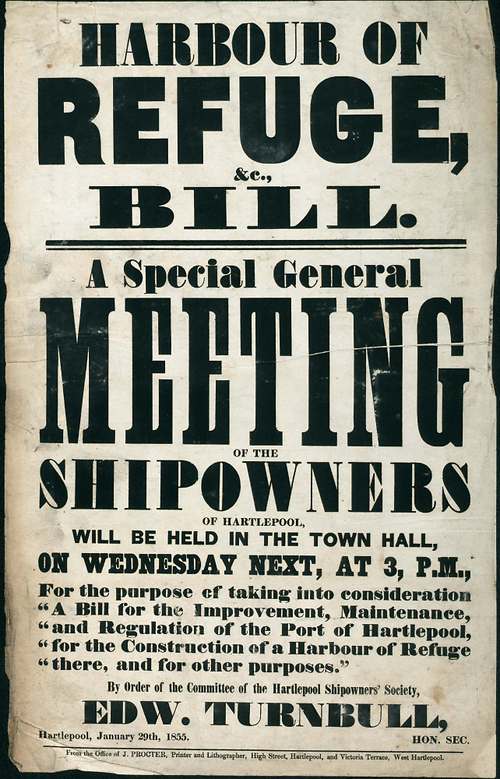 HARBOUR OF
REFUGE,
&c.,
BILL.
A Special General
MEETING
OF THE
SHIPOWNERS
OF HARTLEPOOL,
WILL BE HELD IN THE TOWN HALL,
ON WEDNESDAY NEXT, AT 3, P.M.,
For the purpose of taking into consideration
"A Bill for the Improvement, Maintenance,
"and Regulation of the Port of Hartlepool,
"for the Construction of a Harbour of Refuge
"there, and for other purposes."
By Order of the Committee of the Hartlepool Shipowners' Society,
EDW. TURNBULL,
Hartlepool, January 29th, 1855. HON. SEC.
From the Office of J. PROCTER, Printer and Lithographer, High Street, Hartlepool, and Victoria Terrace, West Hartlepool.